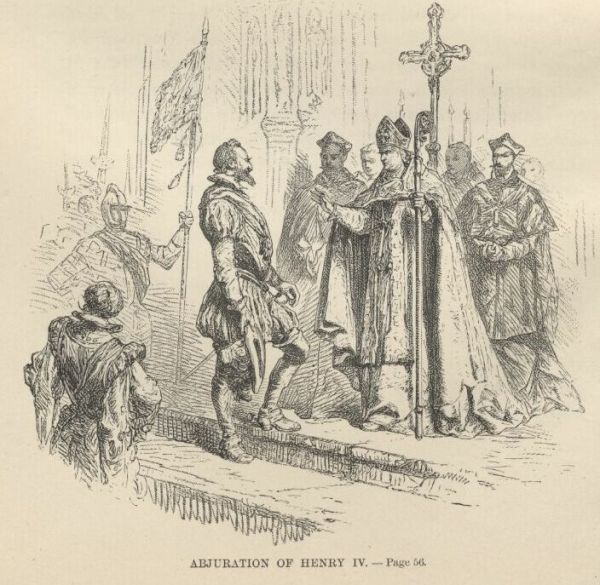 ABJURATION OF HENRY IV. — Page 56.